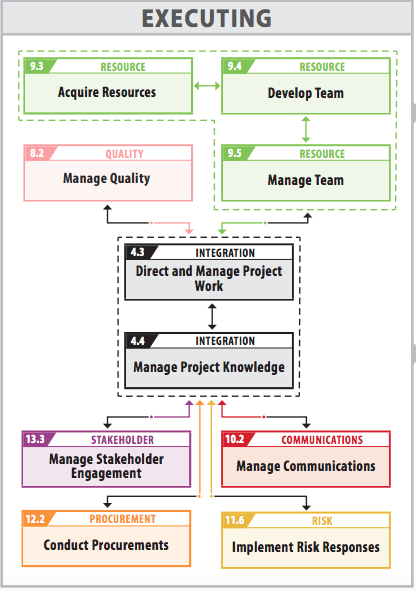 EXECUTING
9.3 RESOURCE
Acquire Resources
9.4 RESOURCE
Develop Team
8.2 QUALITY
Manage Quality
9.5 RESOURCE
Manage Team
4.3 INTEGRATION
Direct and Manage Project
Work
4.4 INTEGRATION
Manage Project Knowledge
13.3 STAKEHOLDER
Manage Stakeholder
Engagement
10.2 COMMUNICATIONS
Manage Communications
12.2 PROCUREMENT
Conduct Procurements
11.6 RISK
Implement Risk Responses